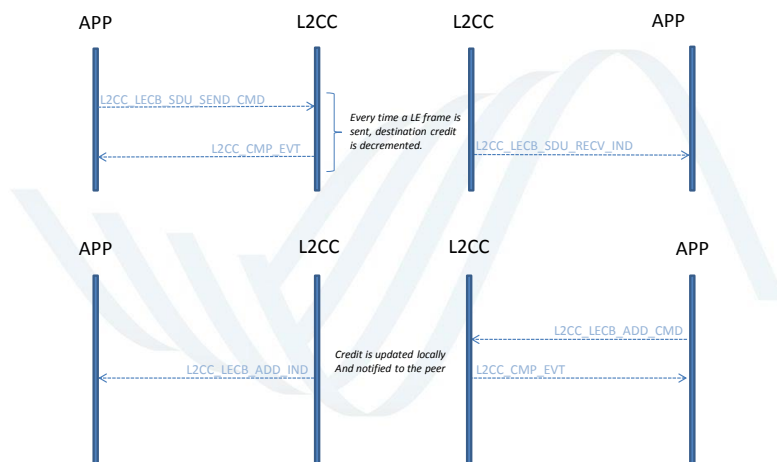 APP
L2CC
L2CC
APP
L2CC_LECB_SDU_SEND_CMD
Every time a LE frame is
sent, destination credit
is decremented.
L2CC_CMP_EVT
L2CC_LECB_SDU_RECV_IND
APP
L2CC
L2CC
APP
L2CC_LECB_ADD_CMD
Credit is updated locally
And notified to the peer
L2CC_LECB_ADD_IND
L2CC_CMP_EVT